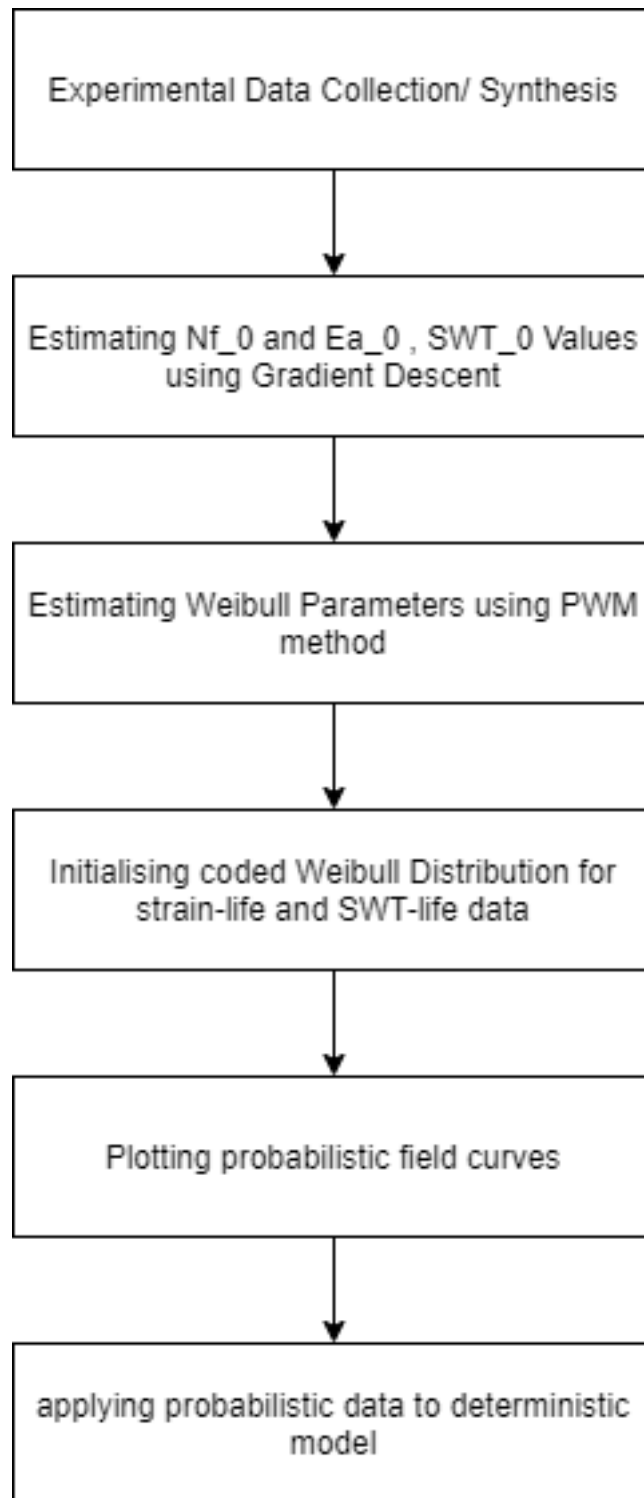 Experimental Data Collection/ Synthesis
Estimating Nf_0 and Ea_0 , SWT_0 Values
using Gradient Descent
Estimating Weibull Parameters using PWM
method
Initialising coded Weibull Distribution for
strain-life and SWT-life data
Plotting probabilistic field curves
applying probabilistic data to deterministic
model